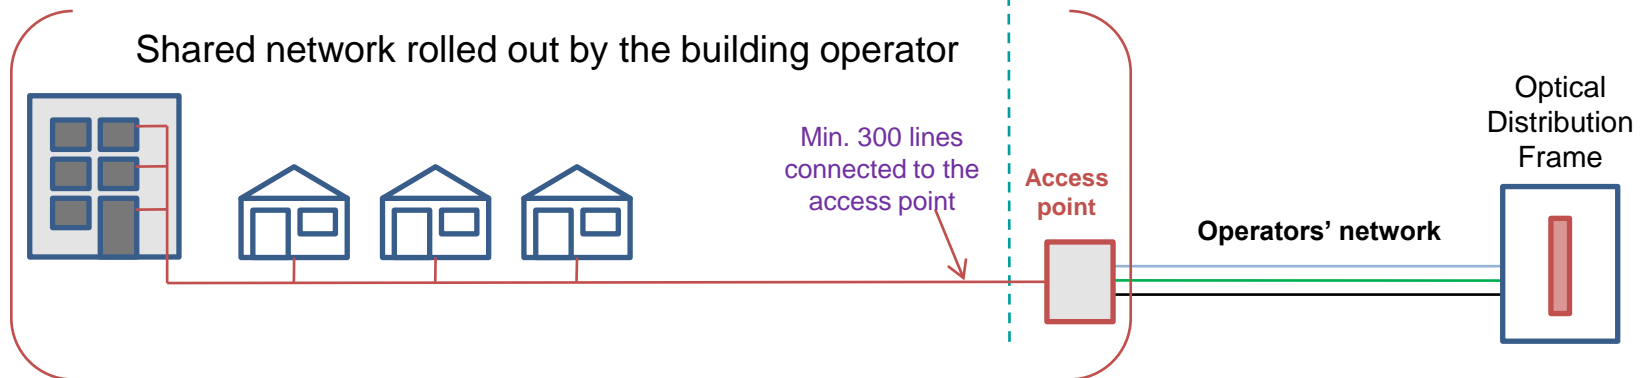 Shared network rolled out by the building operator
Min. 300 lines
connected to the
access point
Access
point
Operators’ network
Optical
Distribution
Frame